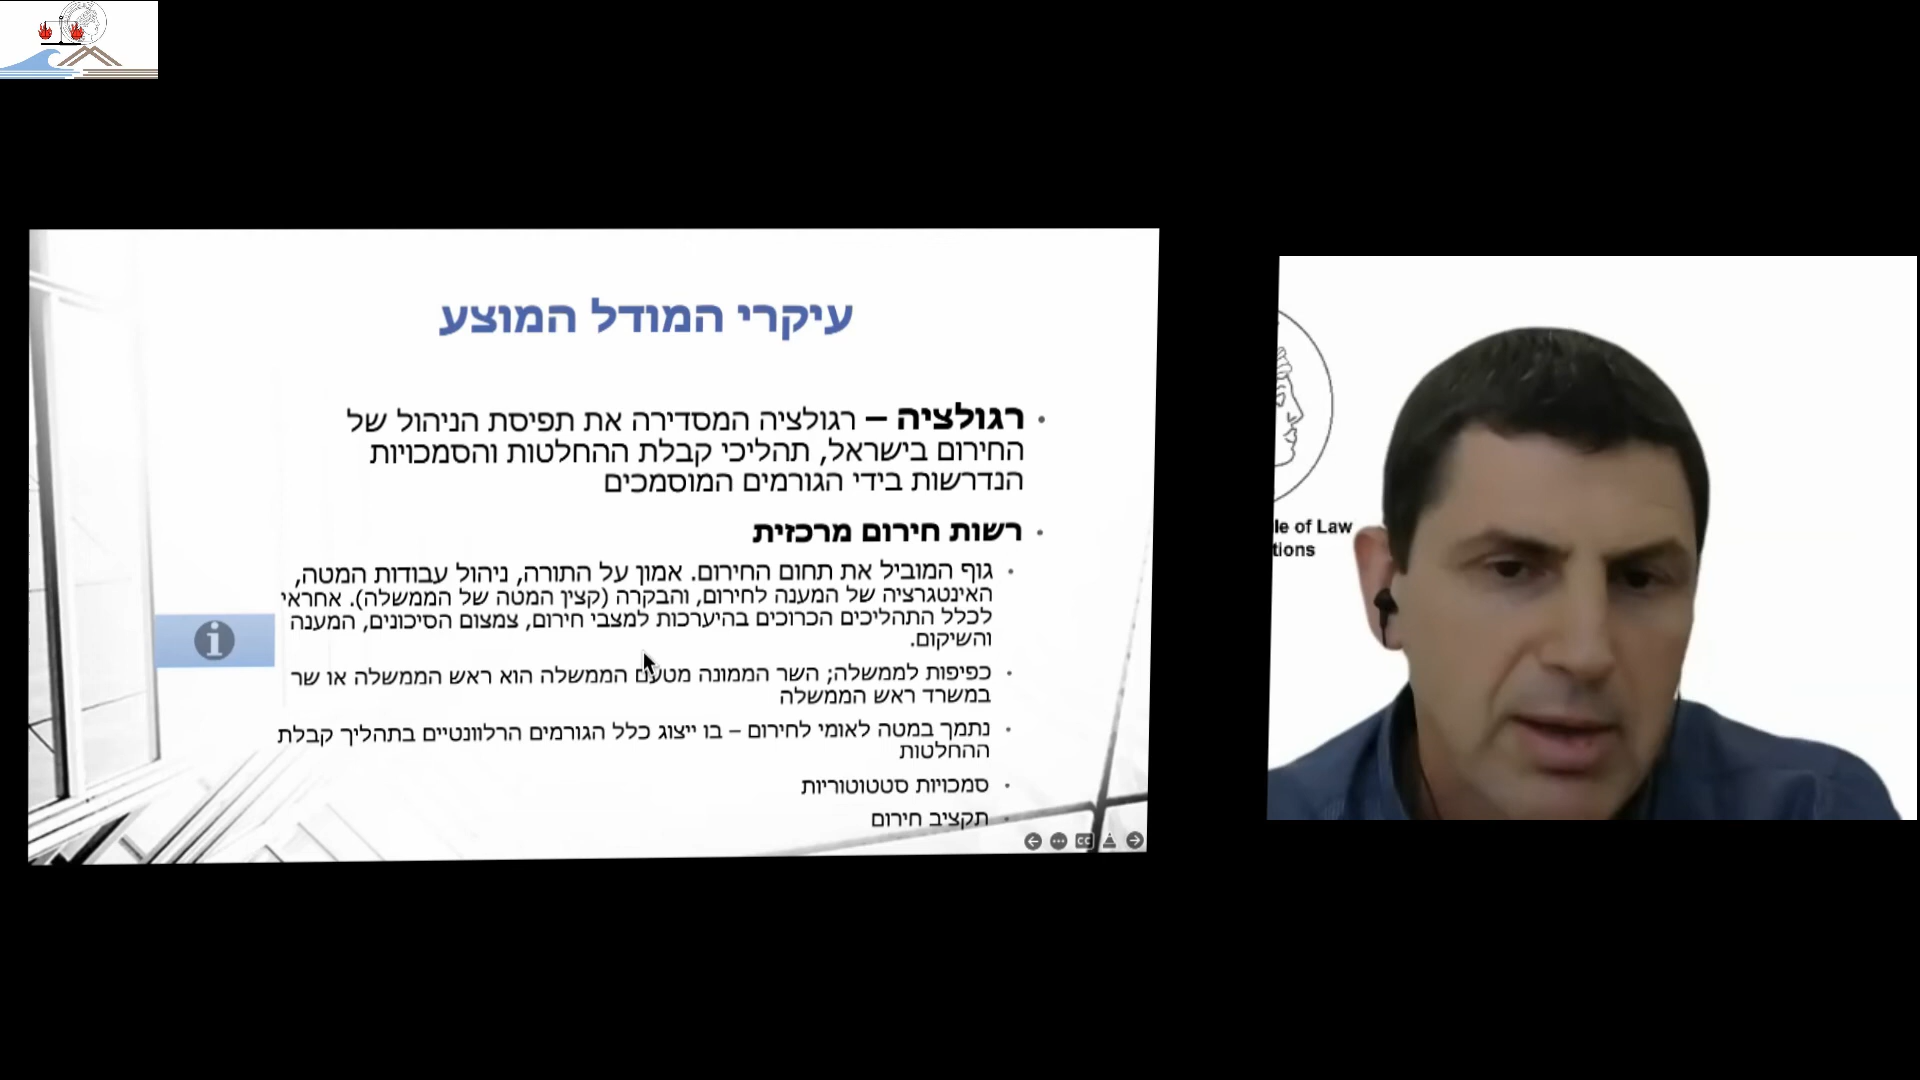 עיקרי המודל המוצע
רגולציה – רגולציה המסדירה את תפיסת הניהול של
החירום בישראל, תהליכי קבלת ההחלטות והסמכויות
הנדרשות בידי הגורמים המוסמכים
רשות חירום מרכזית
גוף המוביל את תחום החירום. אמון על התורה, ניהול עבודות המטה,
האינטגרציה של המענה לחירום, והבקרה (קצין המטה של הממשלה). אחראי
לכלל התהליכים הכרוכים בהיערכות למצבי חירום, צמצום הסיכונים, המענה
והשיקום.
כפיפות לממשלה; השר הממונה מטעם הממשלה הוא ראש הממשלה או שר
במשרד ראש הממשלה
נתמך במטה לאומי לחירום – בו ייצוג כלל הגורמים הרלוונטיים בתהליך קבלת
ההחלטות
סמכויות סטטוטוריות
תקציב חירום
CC
le of Law
tions